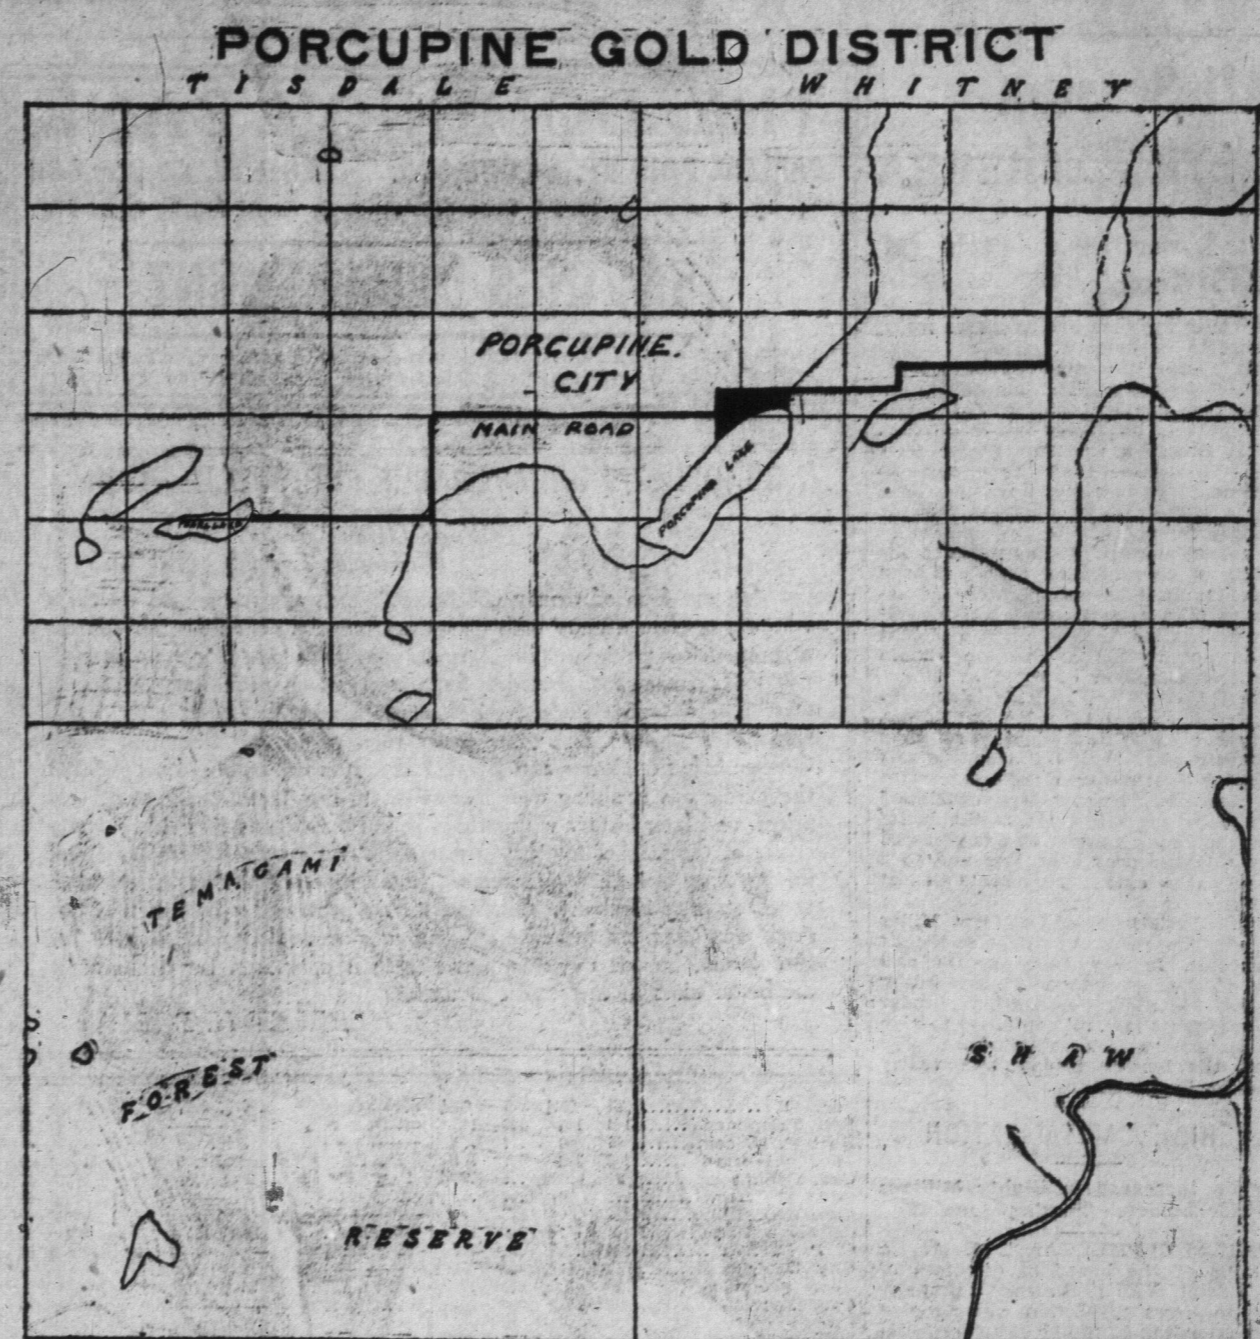 PORCUPINE GOLD DISTRICT
TISDALE WHITNEY
PORCUPINE.
CITY
MAIN ROAD
PORCUPINE LAKE
TEMAGAMI
FOREST
RESERVE
SHAW